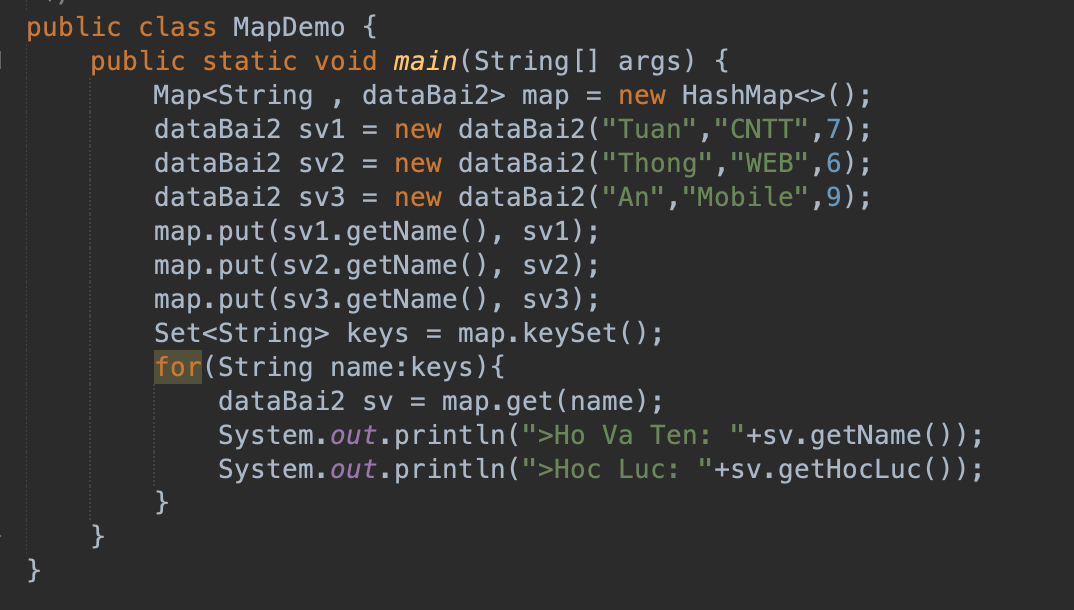 public class MapDemo {
public static void main(String[] args) {
Map<String , dataBai2> map = new HashMap<>();
dataBai2 sv1 = new dataBai2("Tuan","CNTT",7);
dataBai2 sv2 = new dataBai2("Thong","WEB",6);
dataBai2 sv3 = new dataBai2("An","Mobile",9);
map.put(sv1.getName(), sv1);
map.put(sv2.getName(), sv2);
map.put(sv3.getName(), sv3);
Set<String> keys = map.keySet();
for(String name:keys){
dataBai2 sv = map.get(name);
System.out.println(">Ho Va Ten: "+sv.getName());
System.out.println(">Hoc Luc: "+sv.getHocLuc());
}
}
}